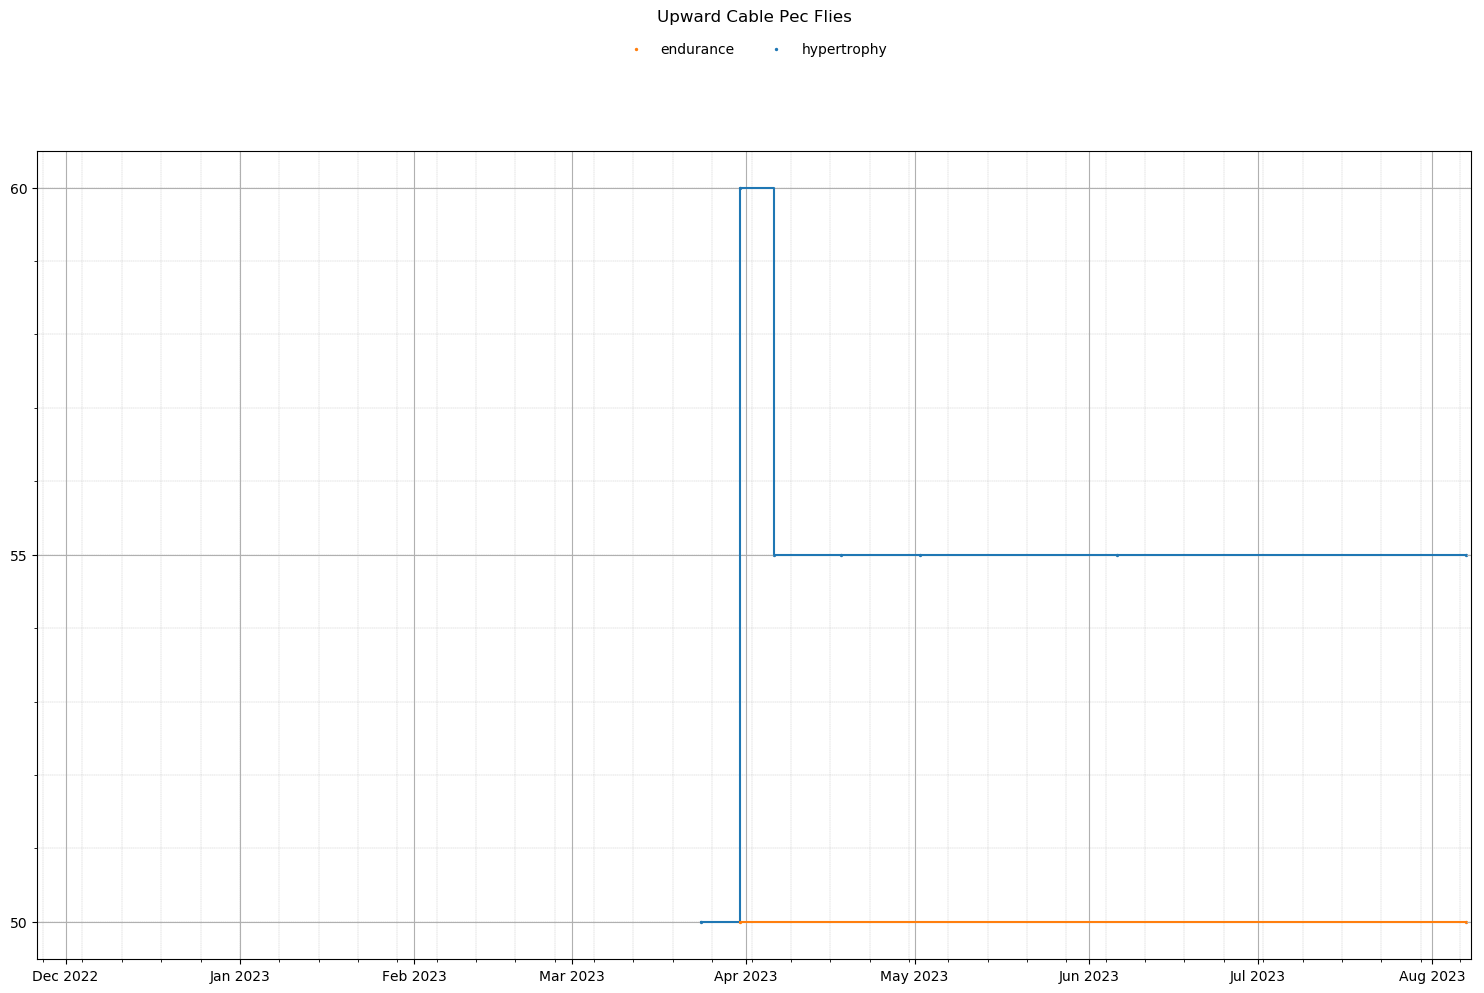 Upward Cable Pec Flies
endurance hypertrophy
60
55
50
Dec 2022 Jan 2023 Feb 2023 Mar 2023 Apr 2023 May 2023 Jun 2023 Jul 2023 Aug 2023